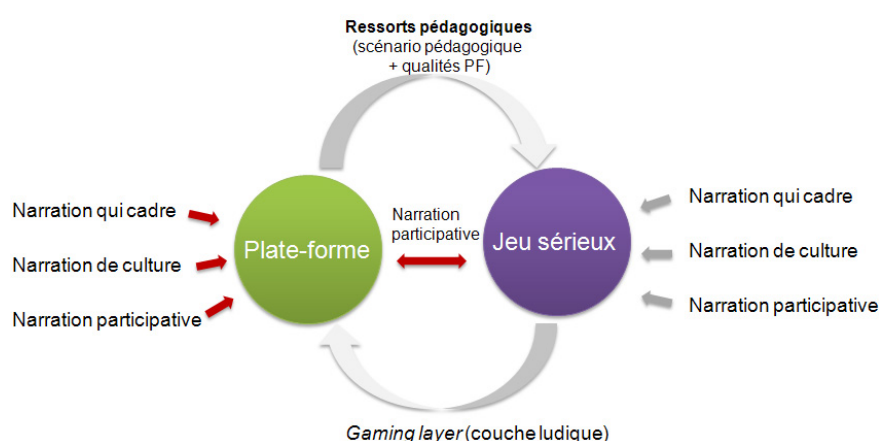 Ressorts pédagogiques
(scénario pédagogique
+ qualités PF)
Narration qui cadre
Narration de culture
Narration participative
Plate-forme
Narration
participative
Jeu sérieux
Narration qui cadre
Narration de culture
Narration participative
Gaming layer (couche ludique)